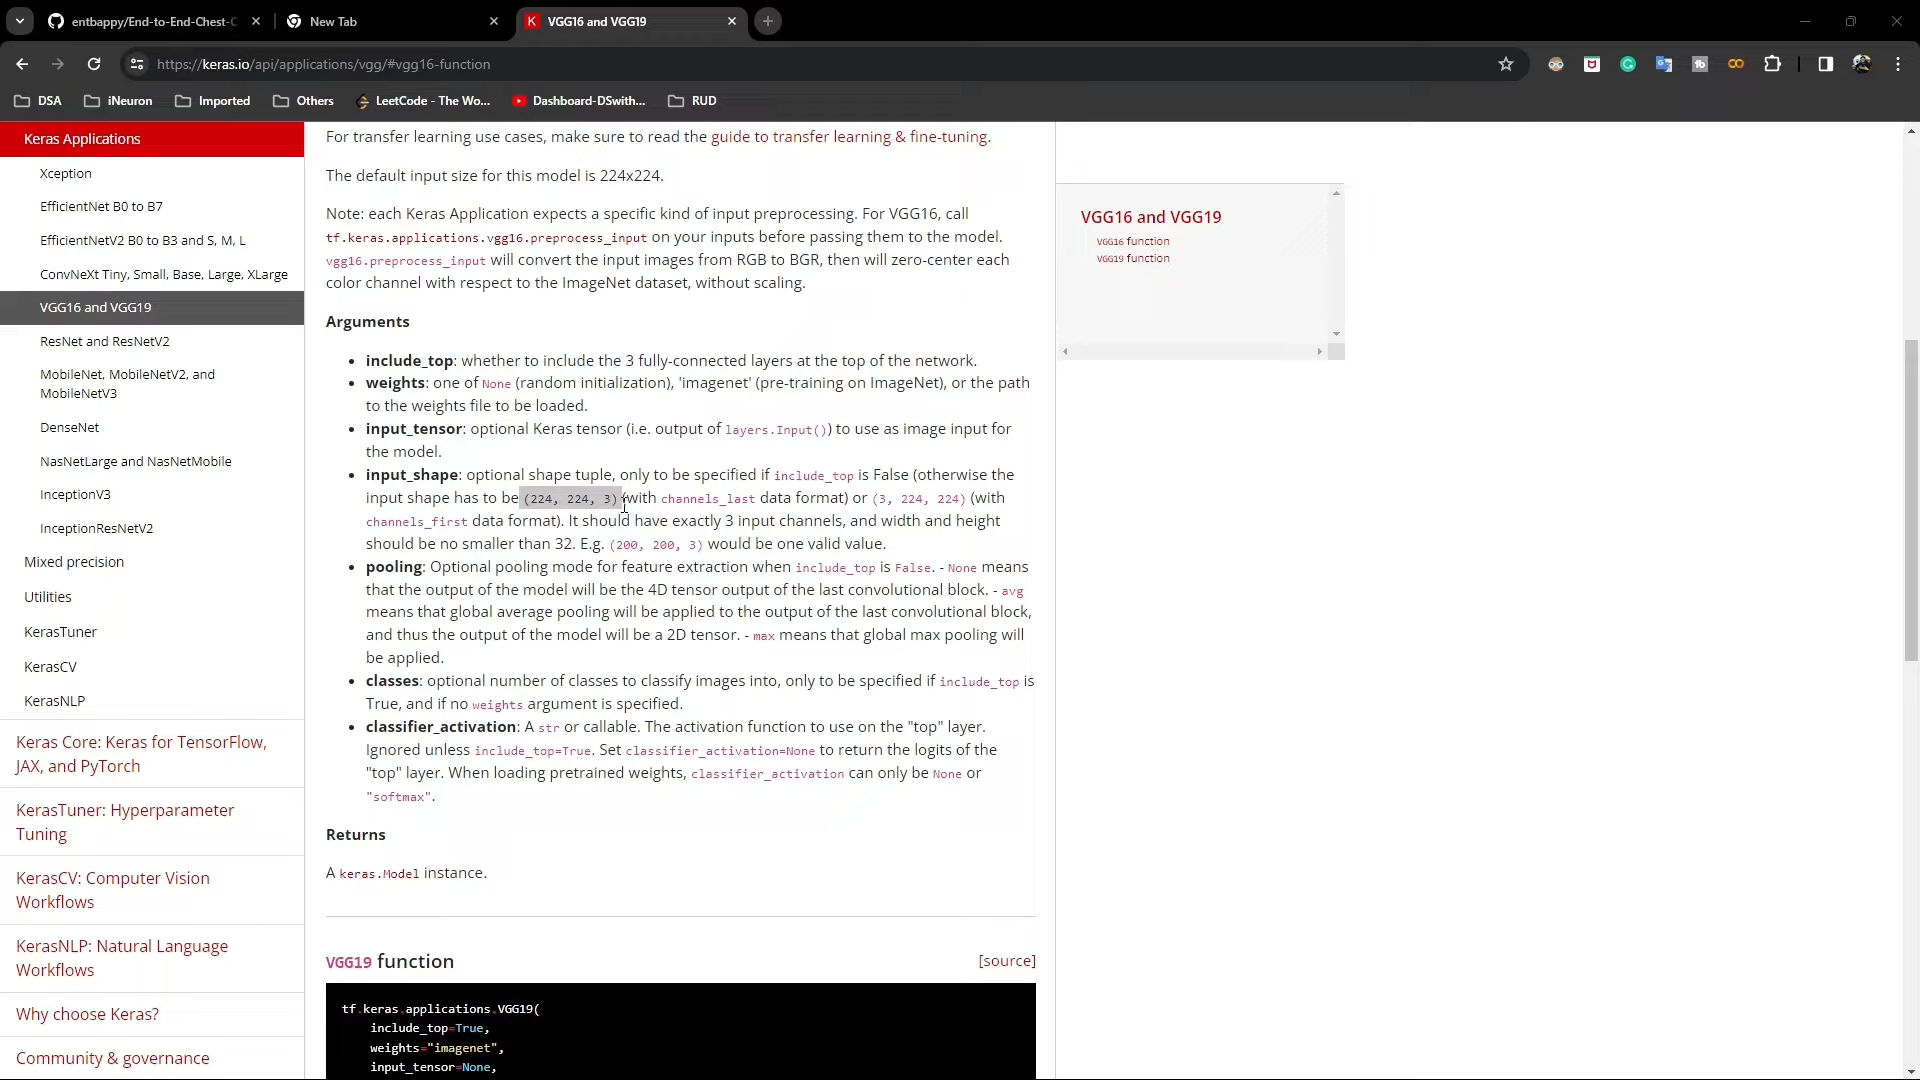 entbappy/End-to-End-Chest-C
New Tab
K VGG16 and VGG19
https://keras.io/api/applications/vgg/#vgg16-function
DSA
iNeuron
Imported
Others
LeetCode - The Wo...
Dashboard-DSwith...
RUD
Keras Applications
Xception
EfficientNet B0 to B7
EfficientNetV2 B0 to B3 and S, M, L
ConvNeXt Tiny, Small, Base, Large, XLarge
VGG16 and VGG19
ResNet and ResNetV2
MobileNet, MobileNetV2, and
MobileNetV3
DenseNet
NasNetLarge and NasNetMobile
InceptionV3
InceptionResNetV2
Mixed precision
Utilities
KerasTuner
KerasCV
KerasNLP
Keras Core: Keras for TensorFlow,
JAX, and PyTorch
KerasTuner: Hyperparameter
Tuning
KerasCV: Computer Vision
Workflows
KerasNLP: Natural Language
Workflows
Why choose Keras?
Community & governance
For transfer learning use cases, make sure to read the guide to transfer learning & fine-tuning.
The default input size for this model is 224x224.
Note: each Keras Application expects a specific kind of input preprocessing. For VGG16, call
tf.keras.applications.vgg16.preprocess_input on your inputs before passing them to the model.
vgg16.preprocess_input will convert the input images from RGB to BGR, then will zero-center each
color channel with respect to the ImageNet dataset, without scaling.
Arguments
• include_top: whether to include the 3 fully-connected layers at the top of the network.
• weights: one of None (random initialization), 'imagenet' (pre-training on ImageNet), or the path
to the weights file to be loaded.
• input_tensor: optional Keras tensor (i.e. output of layers.Input()) to use as image input for
the model.
• input_shape: optional shape tuple, only to be specified if include_top is False (otherwise the
input shape has to be (224, 224, 3) (with channels_last data format) or (3, 224, 224) (with
channels_first data format). It should have exactly 3 input channels, and width and height
should be no smaller than 32. E.g. (200, 200, 3) would be one valid value.
• pooling: Optional pooling mode for feature extraction when include_top is False. - None means
that the output of the model will be the 4D tensor output of the last convolutional block. - avg
means that global average pooling will be applied to the output of the last convolutional block,
and thus the output of the model will be a 2D tensor. - max means that global max pooling will
be applied.
• classes: optional number of classes to classify images into, only to be specified if include_top is
True, and if no weights argument is specified.
• classifier_activation: A str or callable. The activation function to use on the "top" layer.
Ignored unless include_top=True. Set classifier_activation=None to return the logits of the
"top" layer. When loading pretrained weights, classifier_activation can only be None or
"softmax".
Returns
A keras.Model instance.
VGG19 function
[source]
tf.keras.applications.VGG19(
include_top=True,
weights="imagenet",
input_tensor=None,
VGG16 and VGG19
VGG16 function
VGG19 function